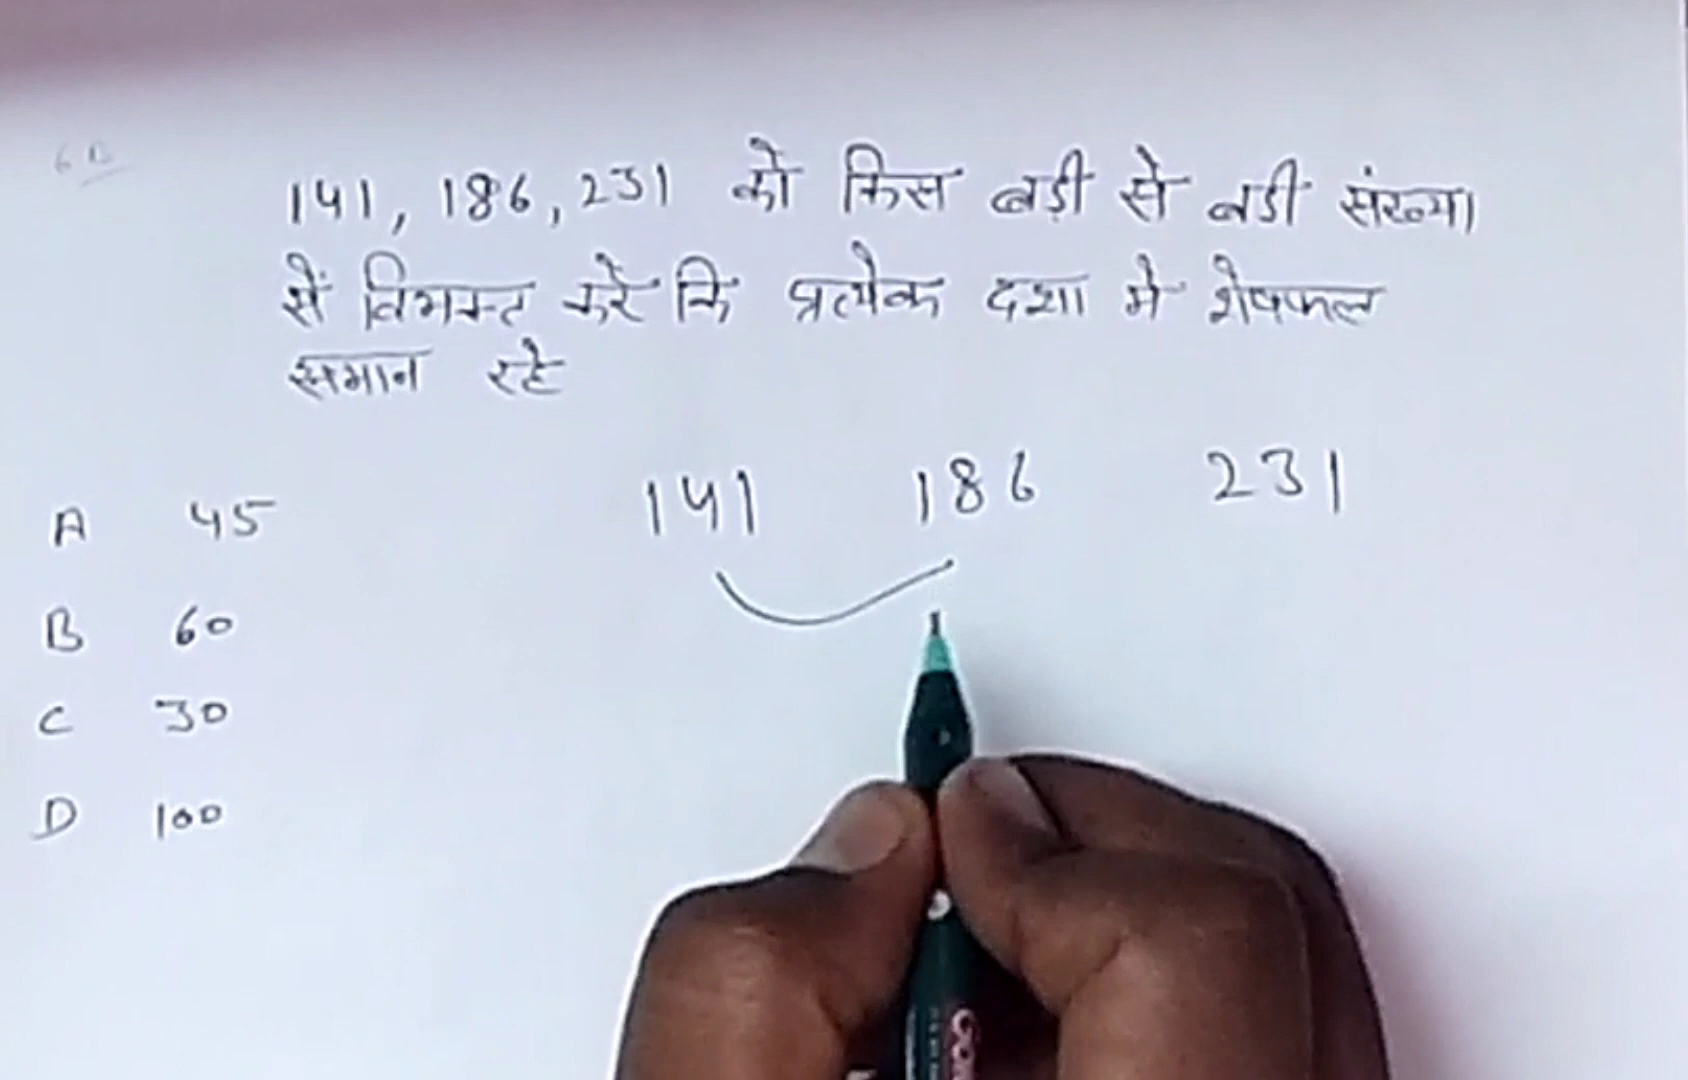 141, 186, 231 को किस बड़ी से बडी संख्या
से विभक्त करें कि प्रत्येक दशा मे शेषफल
समान रहे
141 186 231
A 45
B 60
C 30
D 100